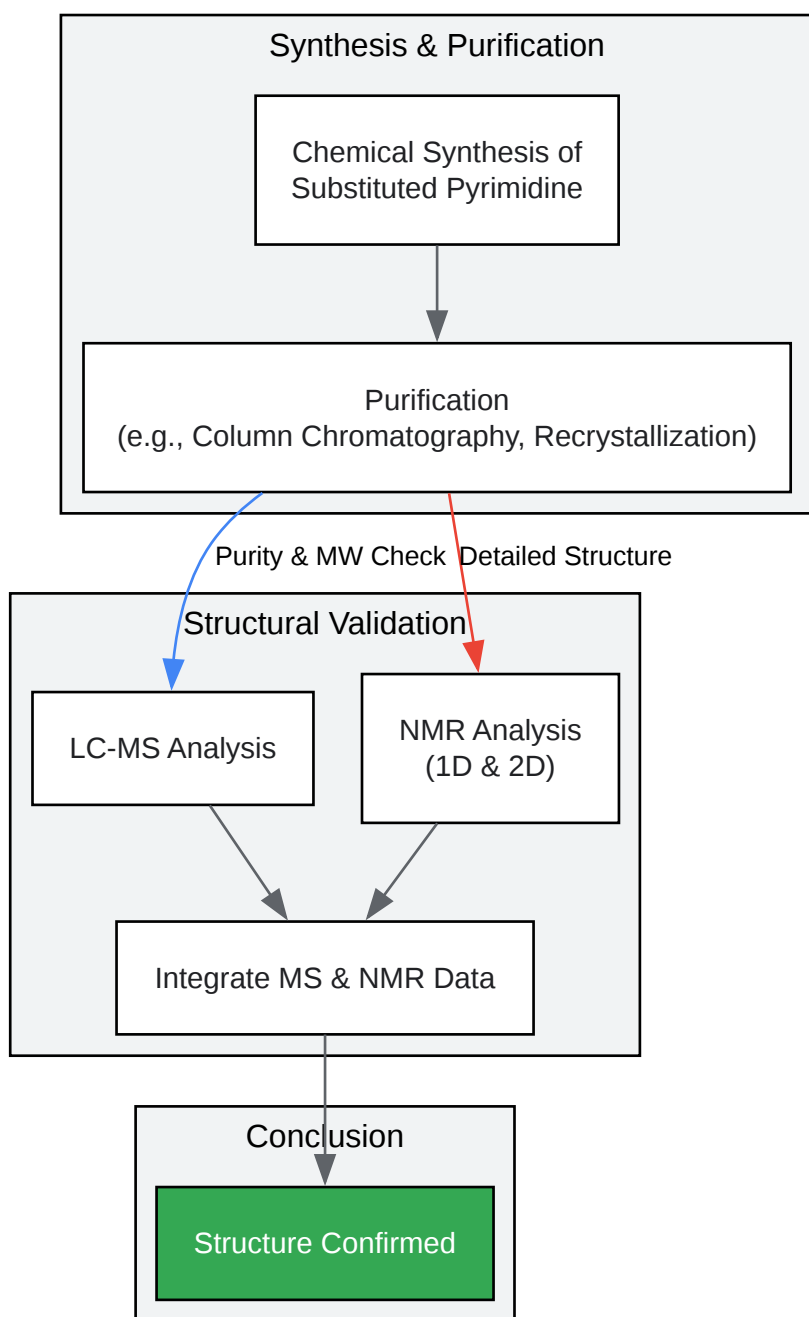 Synthesis & Purification
Chemical Synthesis of
Substituted Pyrimidine
Purification
(e.g., Column Chromatography, Recrystallization)
Purity & MW Check
Detailed Structure
Structural Validation
LC-MS Analysis
NMR Analysis
(1D & 2D)
Integrate MS & NMR Data
Conclusion
Structure Confirmed